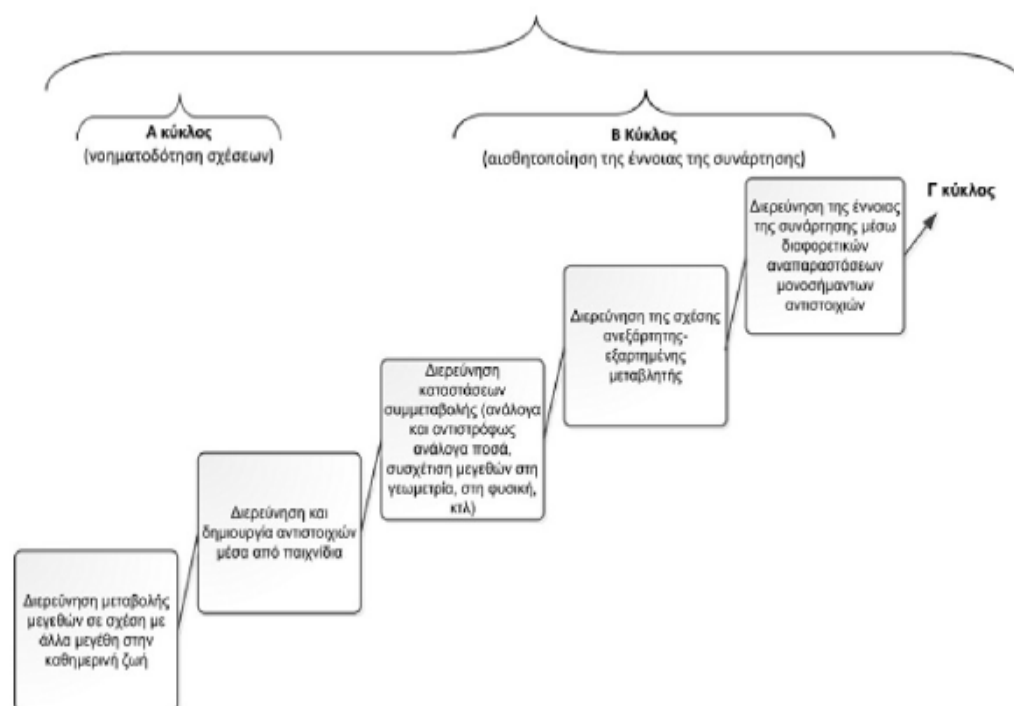 Α κύκλος
(νοηματοδότηση σχέσεων)
Β Κύκλος
(αισθητοποίηση της έννοιας της συνάρτησης)
Γ κύκλος
Διερεύνηση της έννοιας
της συνάρτησης μέσω
διαφορετικών
αναπαραστάσεων
μονοσήμαντων
αντιστοιχιών
Διερεύνηση της σχέσης
ανεξάρτητης-
εξαρτημένης
μεταβλητής
Διερεύνηση
καταστάσεων
συμμεταβολής (ανάλογα
και αντιστρόφως
ανάλογα ποσά,
συσχέτιση μεγεθών στη
γεωμετρία, στη φυσική,
κτλ)
Διερεύνηση και
δημιουργία αντιστοιχιών
μέσα από παιχνίδια
Διερεύνηση μεταβολής
μεγεθών σε σχέση με
άλλα μεγέθη στην
καθημερινή ζωή